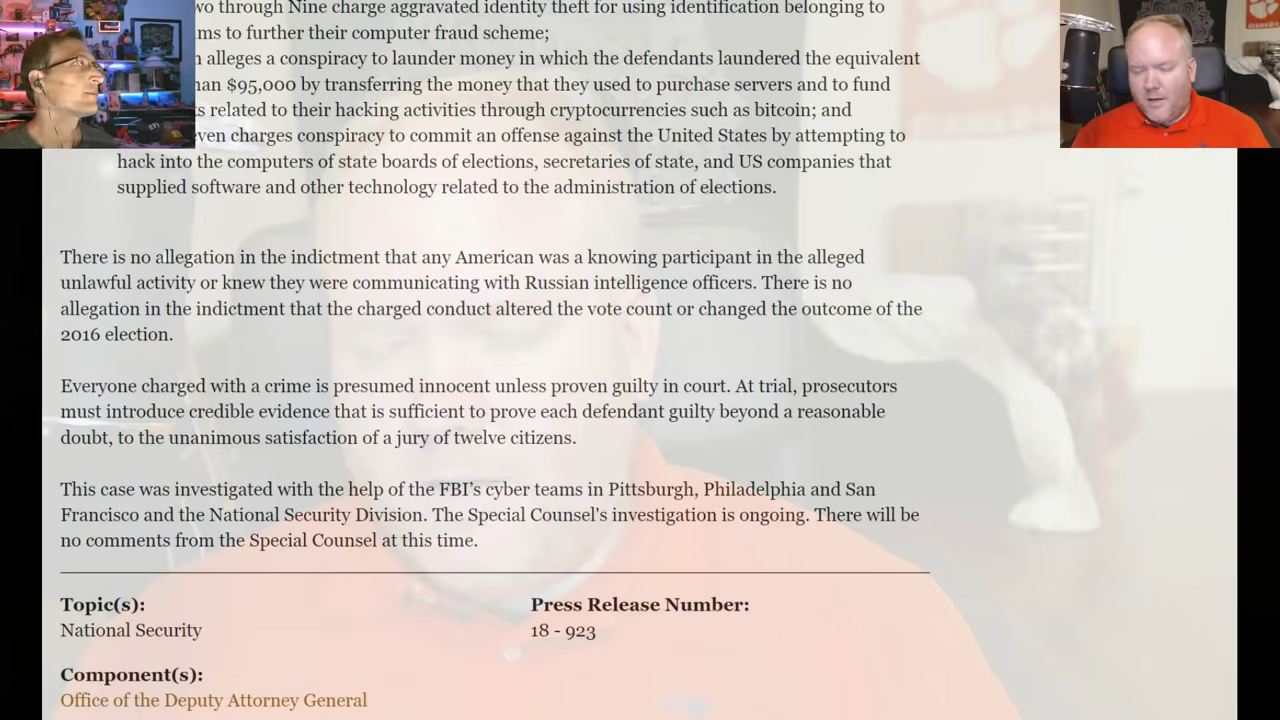 wo through Nine charge aggravated identity theft for using identification belonging to
ms to further their computer fraud scheme;
alleges a conspiracy to launder money in which the defendants laundered the equivalent
an $95,000 by transferring the money that they used to purchase servers and to fund
s related to their hacking activities through cryptocurrencies such as bitcoin; and
ven charges conspiracy to commit an offense against the United States by attempting to
hack into the computers of state boards of elections, secretaries of state, and US companies that
supplied software and other technology related to the administration of elections.
There is no allegation in the indictment that any American was a knowing participant in the alleged
unlawful activity or knew they were communicating with Russian intelligence officers. There is no
allegation in the indictment that the charged conduct altered the vote count or changed the outcome of the
2016 election.
Everyone charged with a crime is presumed innocent unless proven guilty in court. At trial, prosecutors
must introduce credible evidence that is sufficient to prove each defendant guilty beyond a reasonable
doubt, to the unanimous satisfaction of a jury of twelve citizens.
This case was investigated with the help of the FBI’s cyber teams in Pittsburgh, Philadelphia and San
Francisco and the National Security Division. The Special Counsel's investigation is ongoing. There will be
no comments from the Special Counsel at this time.
Topic(s):
National Security
Press Release Number:
18 - 923
Component(s):
Office of the Deputy Attorney General